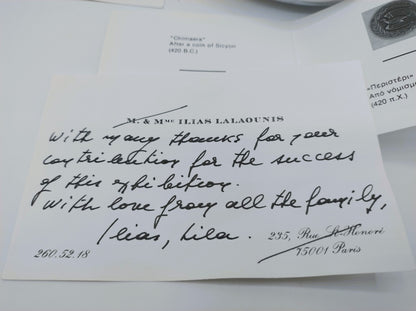 "Chimaera"
After a coin of Sicyon
(420 B.C.)
«Περιστέρι»
Από νόμισμα
(420 π.Χ.)
M. & MME ILIAS LALAOUNIS
With many thanks for your
contribution for the success
of this exhibition.
With love from all the family,
Ilias, Lila.
235, Rue St-Honoré
75001 Paris
260.52.18